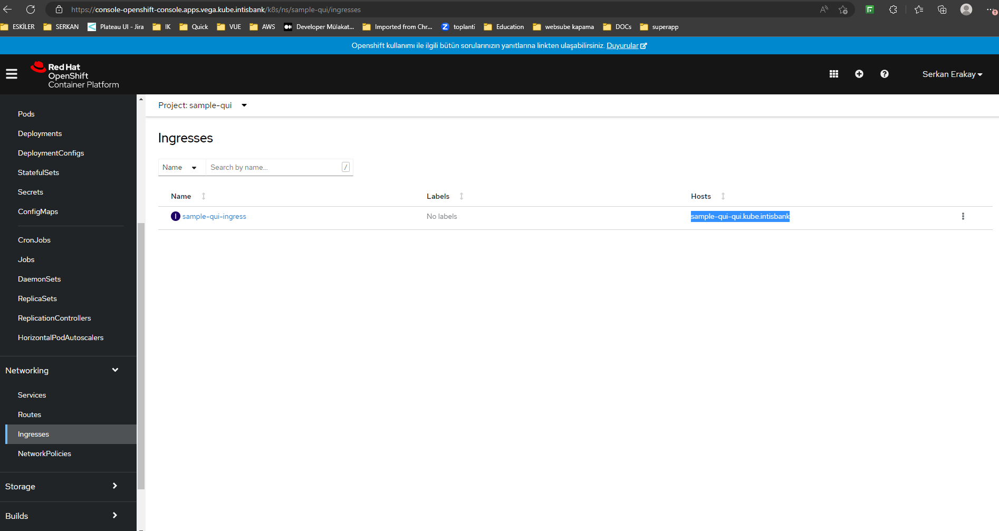 https://console-openshift-console.apps.vega.kube.intisbank/k8s/ns/sample-qui/ingresses
ESKİLER SERKAN Plateau UI - Jira IK Quick VUE AWS Developer Mülakat... Imported from Chr... toplanti Education websube kapama DOCs superapp
Openshift kullanımı ile ilgili bütün sorularınızın yanıtlarına linkten ulaşabilirsiniz. Duyurular
Red Hat
OpenShift
Container Platform
Serkan Erakay
Project: sample-qui
Pods
Deployments
DeploymentConfigs
StatefulSets
Secrets
ConfigMaps
CronJobs
Jobs
DaemonSets
ReplicaSets
ReplicationControllers
HorizontalPodAutoscalers
Networking
Services
Routes
Ingresses
NetworkPolicies
Storage
Builds
Ingresses
Name Search by name... /
Name Labels Hosts
I sample-qui-ingress No labels sample-qui-qui.kube.intisbank